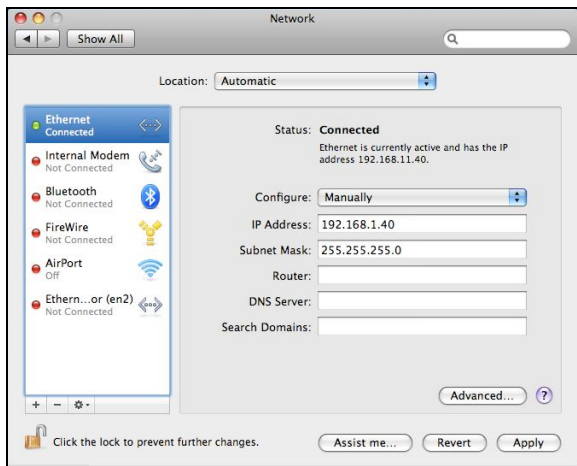 Network
Show All
Location: Automatic
Ethernet
Connected
Internal Modem
Not Connected
Bluetooth
Not Connected
FireWire
Not Connected
AirPort
Off
Ethern...or (en2)
Not Connected
Status: Connected
Ethernet is currently active and has the IP
address 192.168.11.40.
Configure: Manually
IP Address: 192.168.1.40
Subnet Mask: 255.255.255.0
Router:
DNS Server:
Search Domains:
Advanced... ?
+ −
Click the lock to prevent further changes.
Assist me... Revert Apply